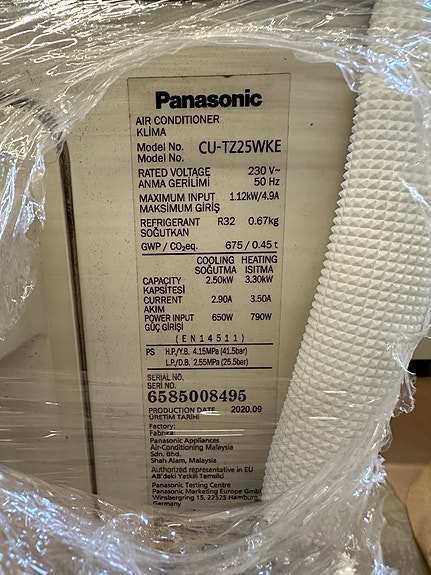 Panasonic
AIR CONDITIONER
KLİMA
Model No. CU-TZ25WKE
Model No.
RATED VOLTAGE 230 V~
ANMA GERİLİMİ 50 Hz
MAXIMUM INPUT 1.12kW/4.9A
MAKSİMUM GİRİŞ
REFRIGERANT R32 0.67kg
SOĞUTKAN
GWP / CO₂eq. 675 / 0.45 t
COOLING HEATING
SOĞUTMA ISITMA
CAPACITY 2.50kW 3.30kW
KAPSİTESİ
CURRENT 2.90A 3.50A
AKIM
POWER INPUT 650W 790W
GÜÇ GİRİŞİ
(EN14511)
PS H.P./Y.B. 4.15MPa (41.5bar)
L.P./D.B. 2.55MPa (25.5bar)
SERIAL NO.
SERI NO.
6585008495
PRODUCTION DATE 2020.09
ÜRETİM TARİHİ
Factory:
Fabrika:
Panasonic Appliances
Air-Conditioning Malaysia
Sdn. Bhd.
Shah Alam, Malaysia
Authorized representative in EU
AB'deki Yetkili Temsilci
Panasonic Testing Centre
Panasonic Marketing Europe GmbH
Winsbergring 15, 22525 Hamburg,
Germany